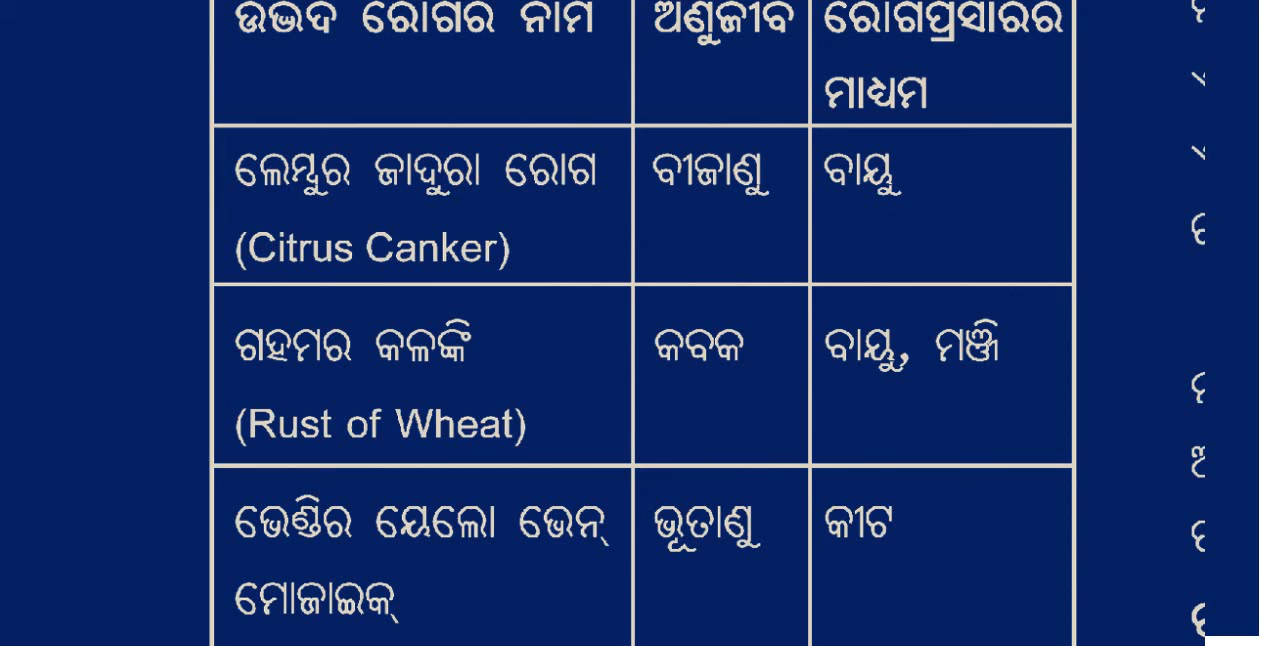 ଉଦ୍ଭିଦ ରୋଗର ନାମ
ଅଣୁଜୀବ
ରୋଗପ୍ରସାରର
ମାଧ୍ୟମ
ଲେମ୍ବୁର ଜାଦୁରା ରୋଗ
(Citrus Canker)
ବୀଜାଣୁ
ବାୟୁ
ଗହମର କଳଙ୍କି
(Rust of Wheat)
କବକ
ବାୟୁ, ମଞ୍ଜି
ଭେଣ୍ଡିର ୟେଲୋ ଭେନ୍
ମୋଜାଇକ୍
ଭୂତାଣୁ
କୀଟ